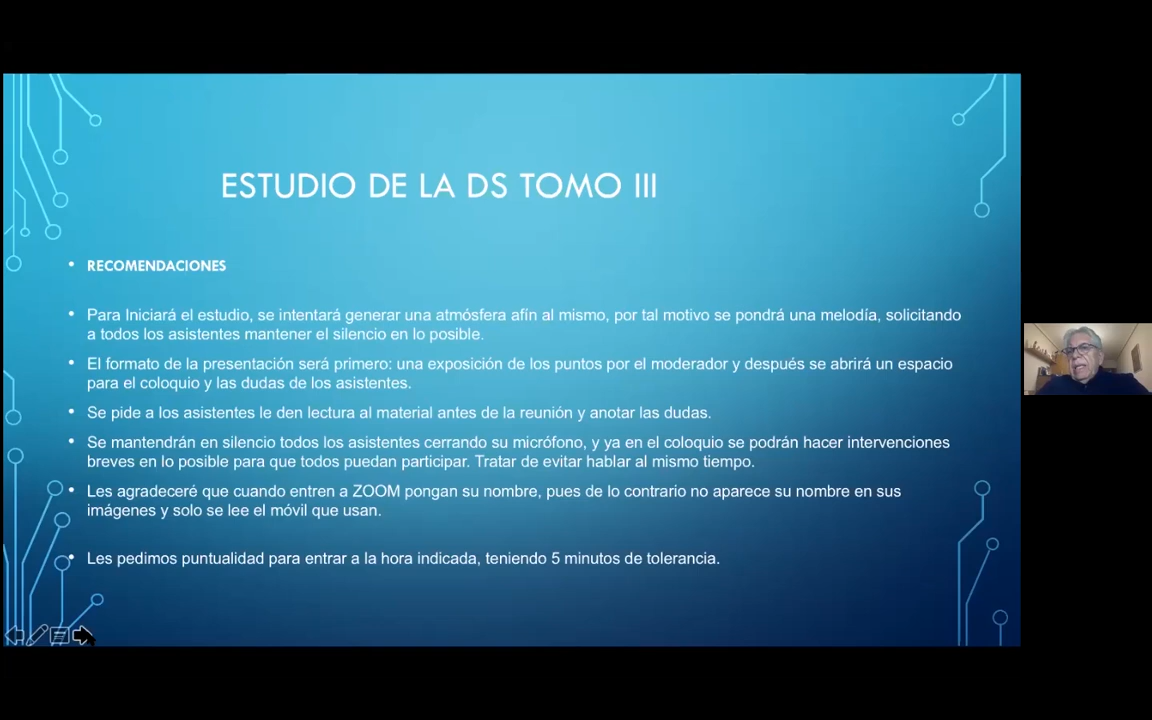 ESTUDIO DE LA DS TOMO III
• RECOMENDACIONES
• Para Iniciará el estudio, se intentará generar una atmósfera afín al mismo, por tal motivo se pondrá una melodía, solicitando
a todos los asistentes mantener el silencio en lo posible.
• El formato de la presentación será primero: una exposición de los puntos por el moderador y después se abrirá un espacio
para el coloquio y las dudas de los asistentes.
• Se pide a los asistentes le den lectura al material antes de la reunión y anotar las dudas.
• Se mantendrán en silencio todos los asistentes cerrando su micrófono, y ya en el coloquio se podrán hacer intervenciones
breves en lo posible para que todos puedan participar. Tratar de evitar hablar al mismo tiempo.
• Les agradeceré que cuando entren a ZOOM pongan su nombre, pues de lo contrario no aparece su nombre en sus
imágenes y solo se lee el móvil que usan.
• Les pedimos puntualidad para entrar a la hora indicada, teniendo 5 minutos de tolerancia.